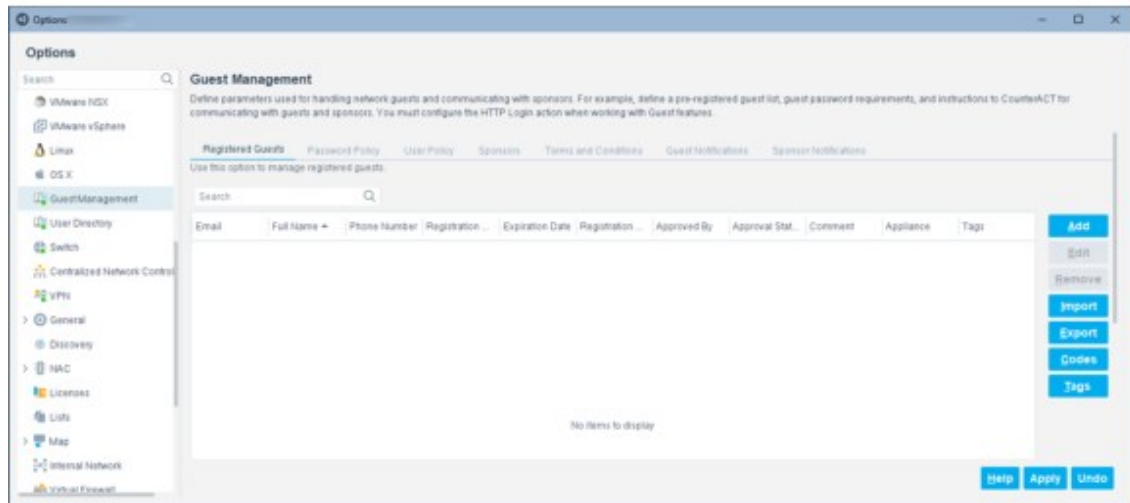 Options
Options
Search
VMware NSX
VMware vSphere
Linux
OS X
Guest Management
User Directory
Switch
Centralized Network Control
VPN
General
Discovery
NAC
Licenses
Lists
Map
Internal Network
Virtual Firewall
Guest Management
Define parameters used for handling network guests and communicating with sponsors. For example, define a pre-registered guest list, guest password requirements, and instructions to CounterACT for
communicating with guests and sponsors. You must configure the HTTP Login action when working with Guest features.
Registered Guests Password Policy User Policy Sponsors Terms and Conditions Guest Notifications Sponsor Notifications
Use this option to manage registered guests.
Search
Email Full Name Phone Number Registration ... Expiration Date Registration ... Approved By Approval Stat... Comment Appliance Tags
No items to display
Add
Edit
Remove
Import
Export
Codes
Tags
Help Apply Undo